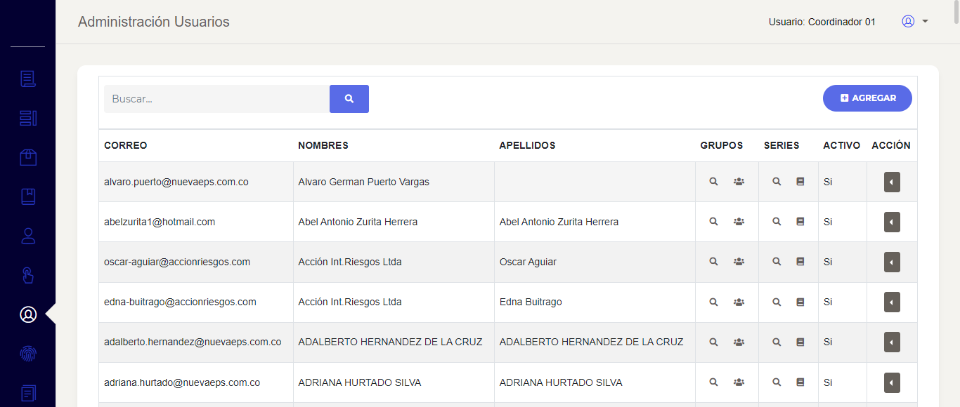 Administración Usuarios
Usuario: Coordinador 01
Buscar...
AGREGAR
CORREO NOMBRES APELLIDOS GRUPOS SERIES ACTIVO ACCIÓN
alvaro.puerto@nuevaeps.com.co Alvaro German Puerto Vargas Si
abelzurita1@hotmail.com Abel Antonio Zurita Herrera Abel Antonio Zurita Herrera Si
oscar-aguiar@accionriesgos.com Acción Int.Riesgos Ltda Oscar Aguiar Si
edna-buitrago@accionriesgos.com Acción Int.Riesgos Ltda Edna Buitrago Si
adalberto.hernandez@nuevaeps.com.co ADALBERTO HERNANDEZ DE LA CRUZ ADALBERTO HERNANDEZ DE LA CRUZ Si
adriana.hurtado@nuevaeps.com.co ADRIANA HURTADO SILVA ADRIANA HURTADO SILVA Si